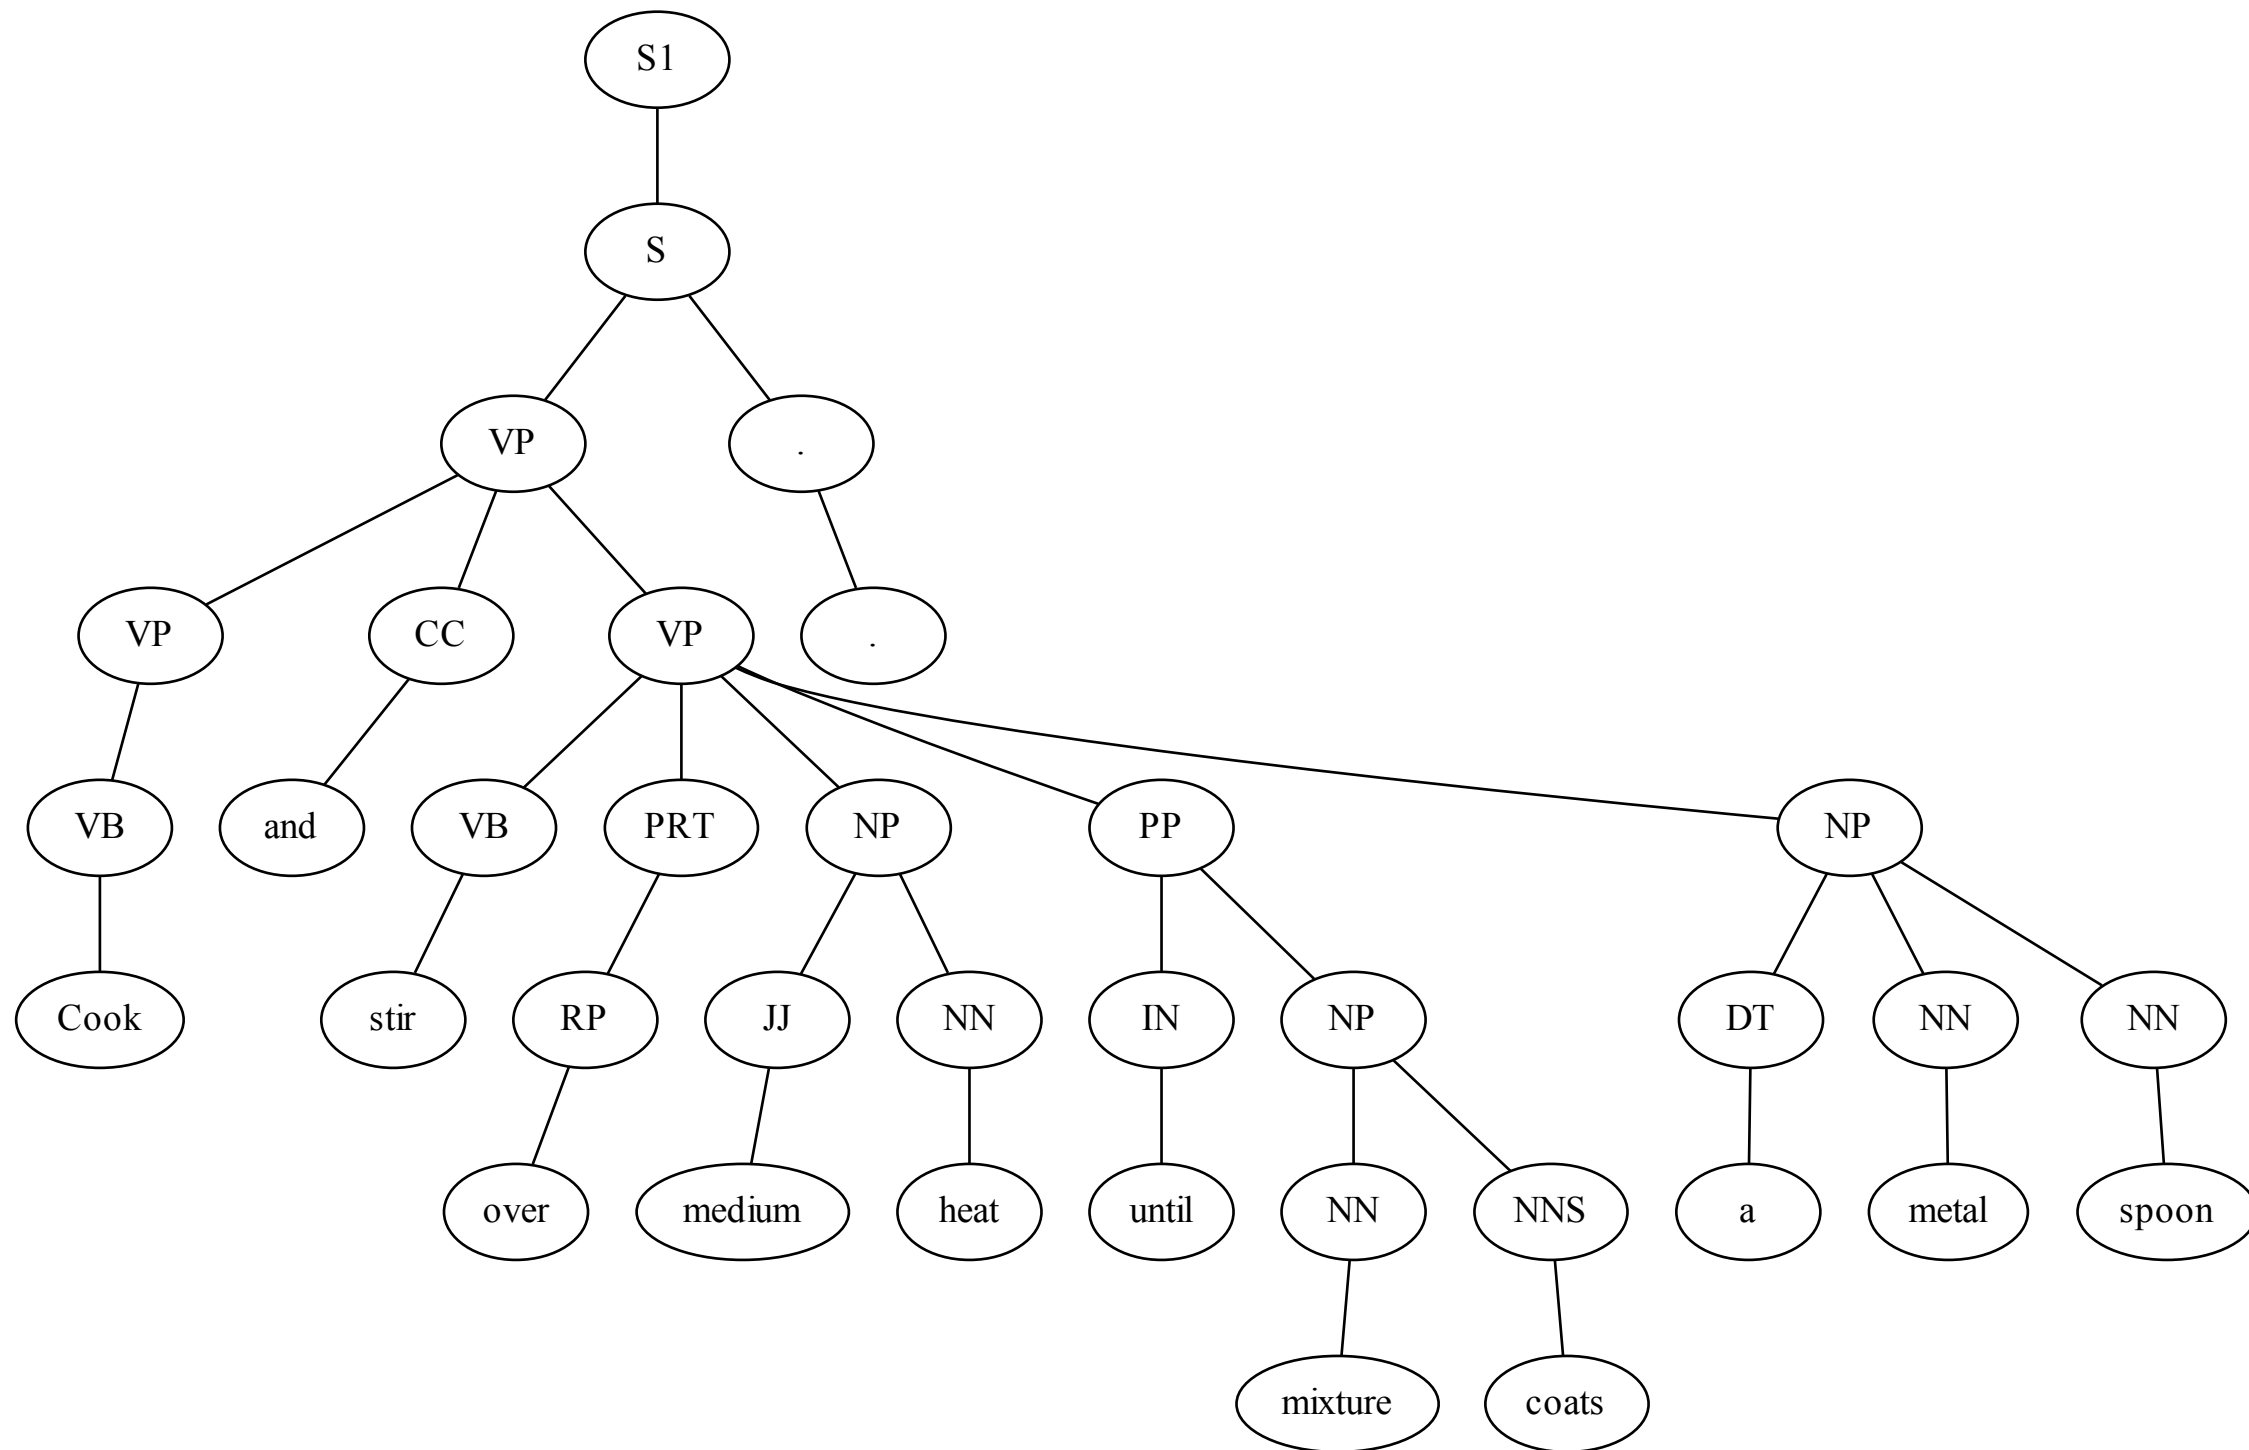 S1
S
VP .
VP CC VP .
VB and VB PRT NP PP NP
Cook stir RP JJ NN IN NP DT NN NN
over medium heat until NN NNS a metal spoon
mixture coats